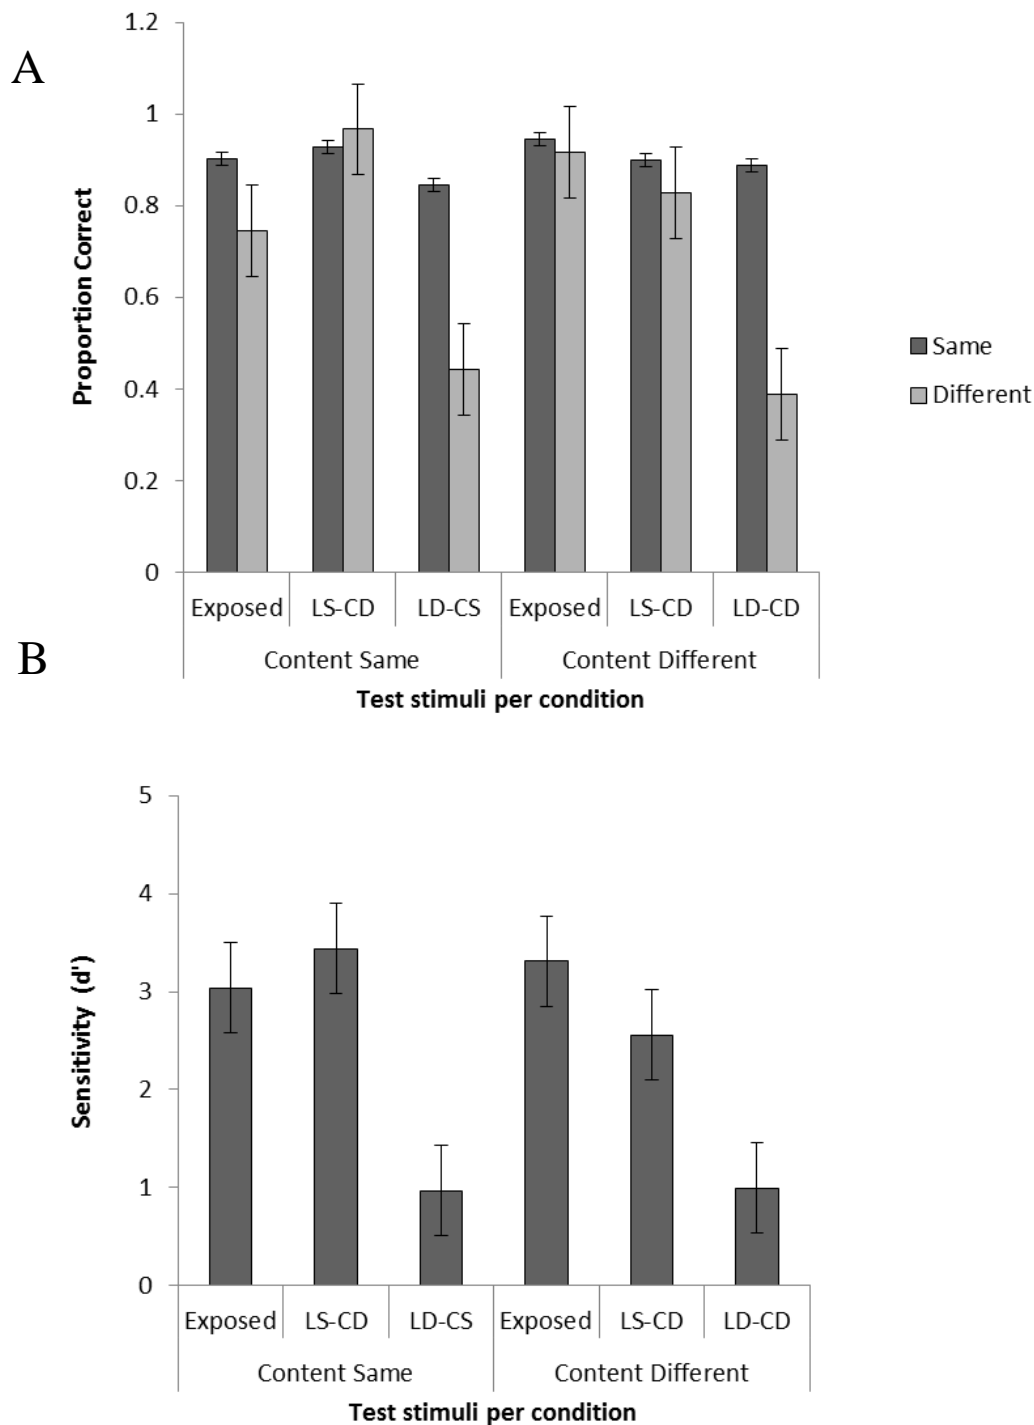 A
Proportion Correct
1.2
1
0.8
0.6
0.4
0.2
0
Exposed LS-CD LD-CS Exposed LS-CD LD-CD
Content Same Content Different
Test stimuli per condition
Same
Different
B
Sensitivity (d')
5
4
3
2
1
0
Exposed LS-CD LD-CS Exposed LS-CD LD-CD
Content Same Content Different
Test stimuli per condition